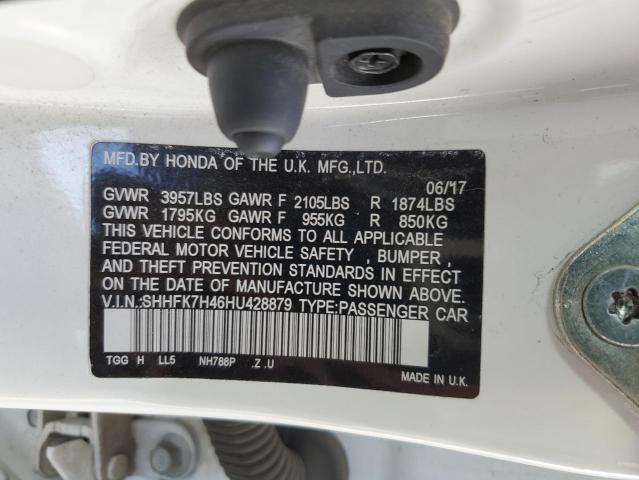 MFD.BY HONDA OF THE U.K. MFG.,LTD.
06/17
GVWR 3957LBS GAWR F 2105LBS R 1874LBS
GVWR 1795KG GAWR F 955KG R 850KG
THIS VEHICLE CONFORMS TO ALL APPLICABLE
FEDERAL MOTOR VEHICLE SAFETY , BUMPER ,
AND THEFT PREVENTION STANDARDS IN EFFECT
ON THE DATE OF MANUFACTURE SHOWN ABOVE.
V.I.N:SHHFK7H46HU428879 TYPE:PASSENGER CAR
TGG H LL5 NH788P .Z .U
MADE IN U.K.